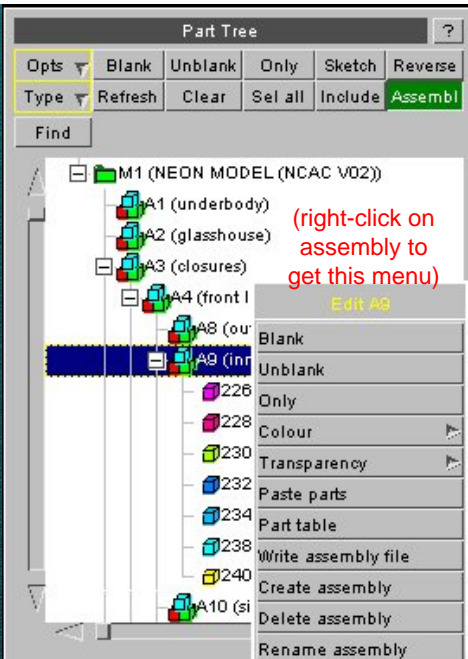 Part Tree ?
Opts Blank Unblank Only Sketch Reverse
Type Refresh Clear Sel all Include Assembl
Find
M1 (NEON MODEL (NCAC V02))
A1 (underbody)
A2 (glasshouse)
A3 (closures)
(right-click on
assembly to
get this menu)
A4 (front l
Edit A9
A8 (ou
A9 (inr
226
228
230
232
234
238
240
A10 (si
Blank
Unblank
Only
Colour
Transparency
Paste parts
Part table
Write assembly file
Create assembly
Delete assembly
Rename assembly